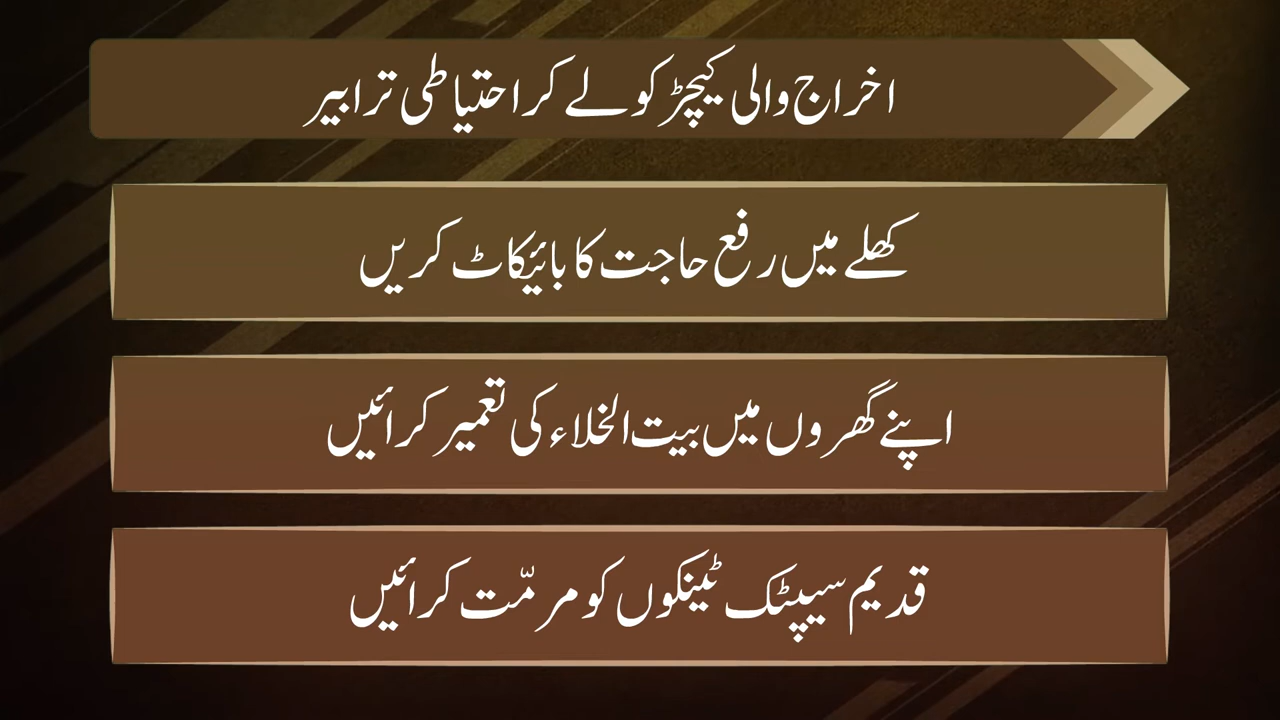 اخراج والی کیچڑ کو لے کر احتیاطی ترابیر
کھلے میں رفع حاجت کا بائیکاٹ کریں
اپنے گھروں میں بیت الخلاء کی تعمیر کرائیں
قدیم سیپٹک ٹینکوں کو مرمّت کرائیں